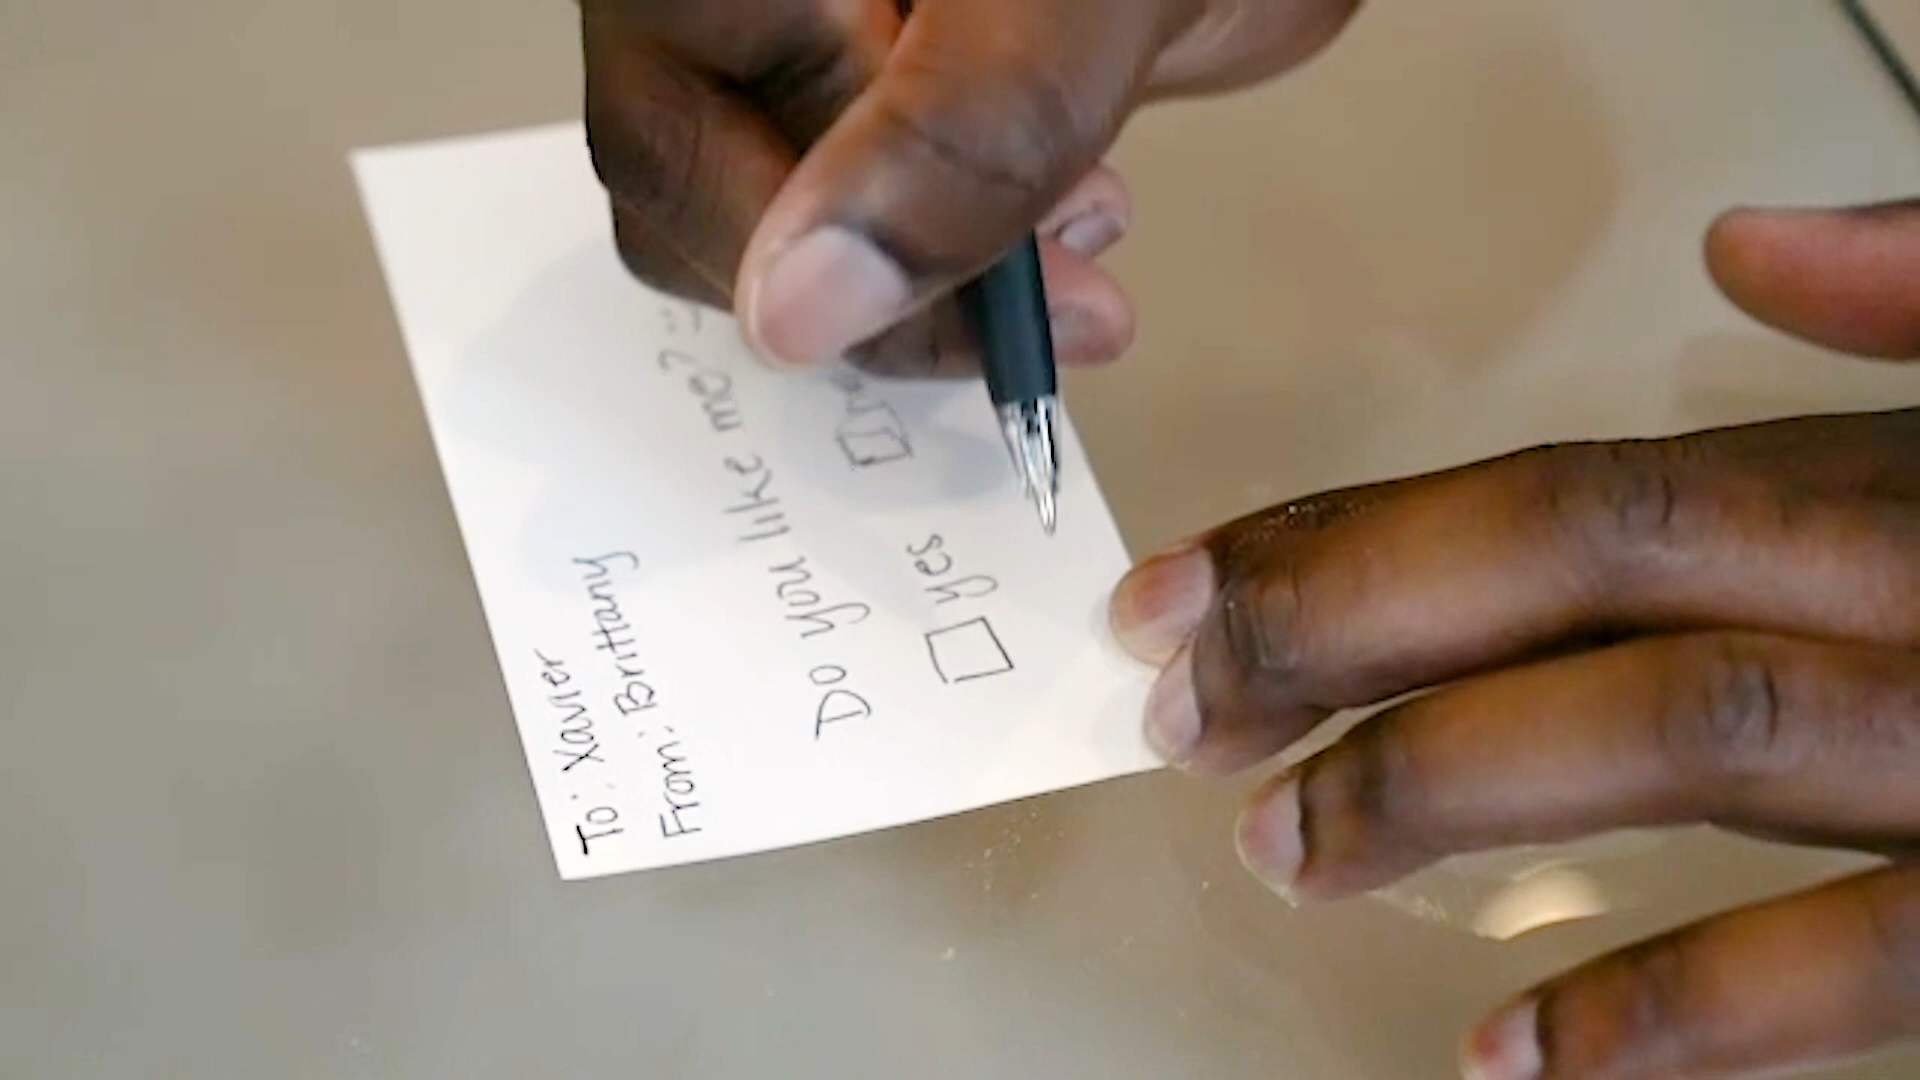 To: Xavier
From: Brittany
Do you like me?
yes